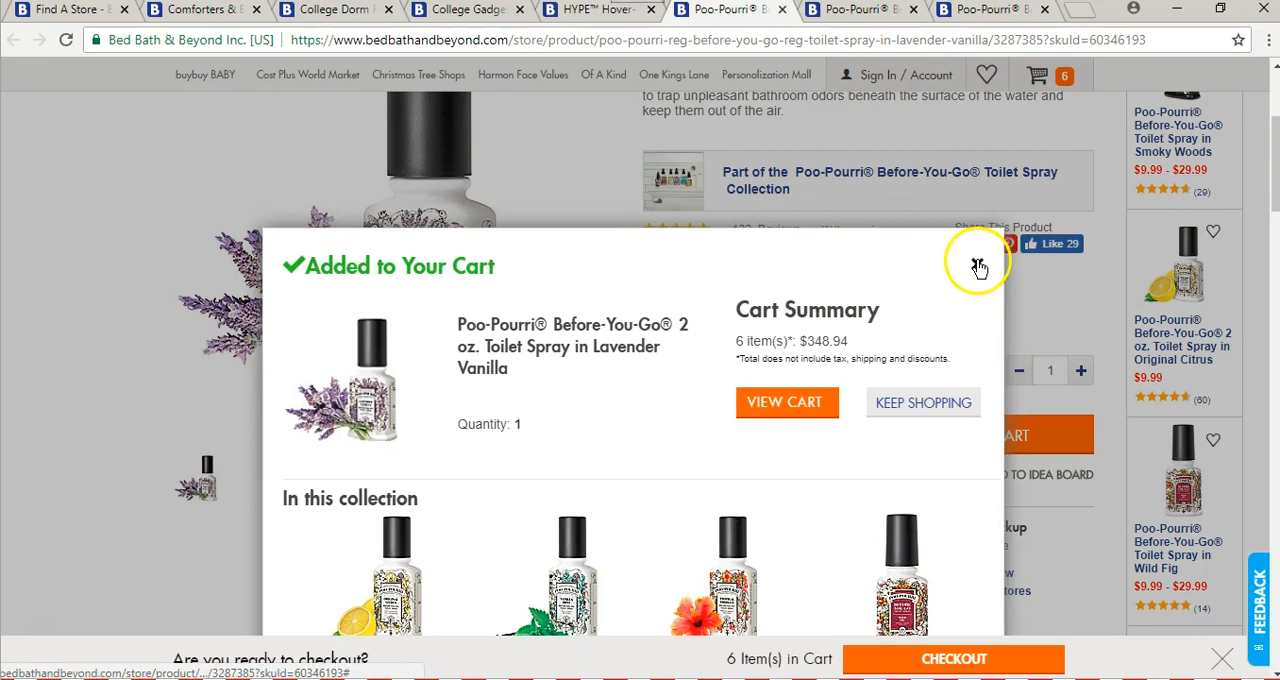 Find A Store - B
Comforters & B
College Dorm
College Gadge
HYPE™ Hover-
Poo-Pourri® B
Poo-Pourri® B
Poo-Pourri® B
Bed Bath & Beyond Inc. [US] https://www.bedbathandbeyond.com/store/product/poo-pourri-reg-before-you-go-reg-toilet-spray-in-lavender-vanilla/3287385?skuId=60346193
buybuy BABY Cost Plus World Market Christmas Tree Shops Harmon Face Values Of A Kind One Kings Lane Personalization Mall Sign In / Account 6
to trap unpleasant bathroom odors beneath the surface of the water and
keep them out of the air.
Part of the Poo-Pourri® Before-You-Go® Toilet Spray
Collection
Share This Product
Like 29
Added to Your Cart
Poo-Pourri® Before-You-Go® 2
oz. Toilet Spray in Lavender
Vanilla
Quantity: 1
Cart Summary
6 item(s)*: $348.94
*Total does not include tax, shipping and discounts.
VIEW CART
KEEP SHOPPING
1
ART
TO IDEA BOARD
In this collection
Poo-Pourri®
Before-You-Go®
Toilet Spray in
Smoky Woods
$9.99 - $29.99
(29)
Poo-Pourri®
Before-You-Go® 2
oz. Toilet Spray in
Original Citrus
$9.99
(60)
Poo-Pourri®
Before-You-Go®
Toilet Spray in
Wild Fig
$9.99 - $29.99
(14)
FEEDBACK
Are you ready to checkout?
6 Item(s) in Cart
CHECKOUT
bedbathandbeyond.com/store/product/.../3287385?skuId=60346193#